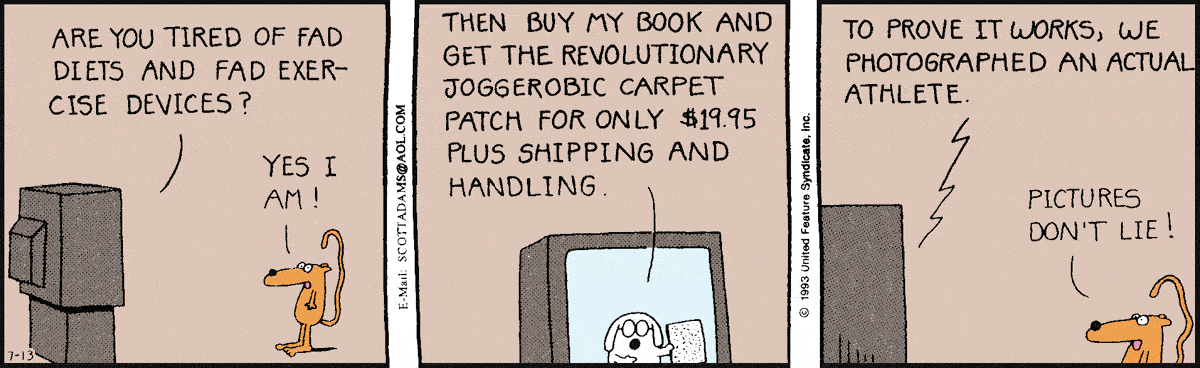 ARE YOU TIRED OF FAD
DIETS AND FAD EXER-
CISE DEVICES?
YES I
AM!
7-13
E-Mail: SCOTTADAMS@AOL.COM
THEN BUY MY BOOK AND
GET THE REVOLUTIONARY
JOGGEROBIC CARPET
PATCH FOR ONLY $19.95
PLUS SHIPPING AND
HANDLING.
© 1993 United Feature Syndicate, Inc.
TO PROVE IT WORKS, WE
PHOTOGRAPHED AN ACTUAL
ATHLETE.
PICTURES
DON'T LIE!